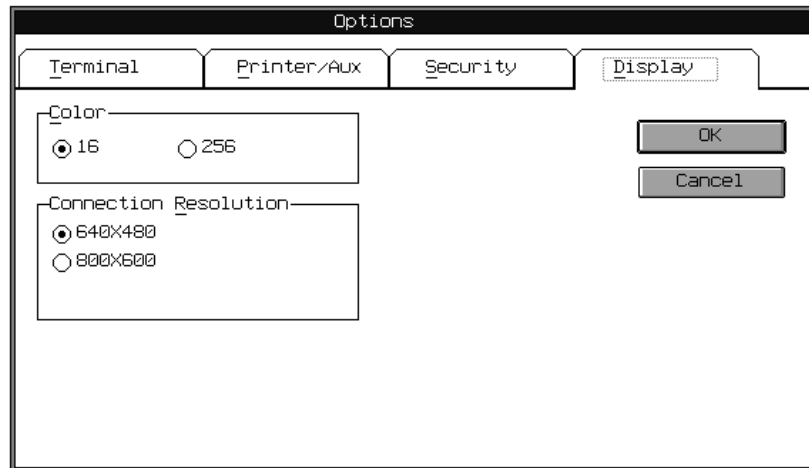 Options
Terminal Printer/Aux Security Display
Color
16 256
OK
Cancel
Connection Resolution
640X480
800X600